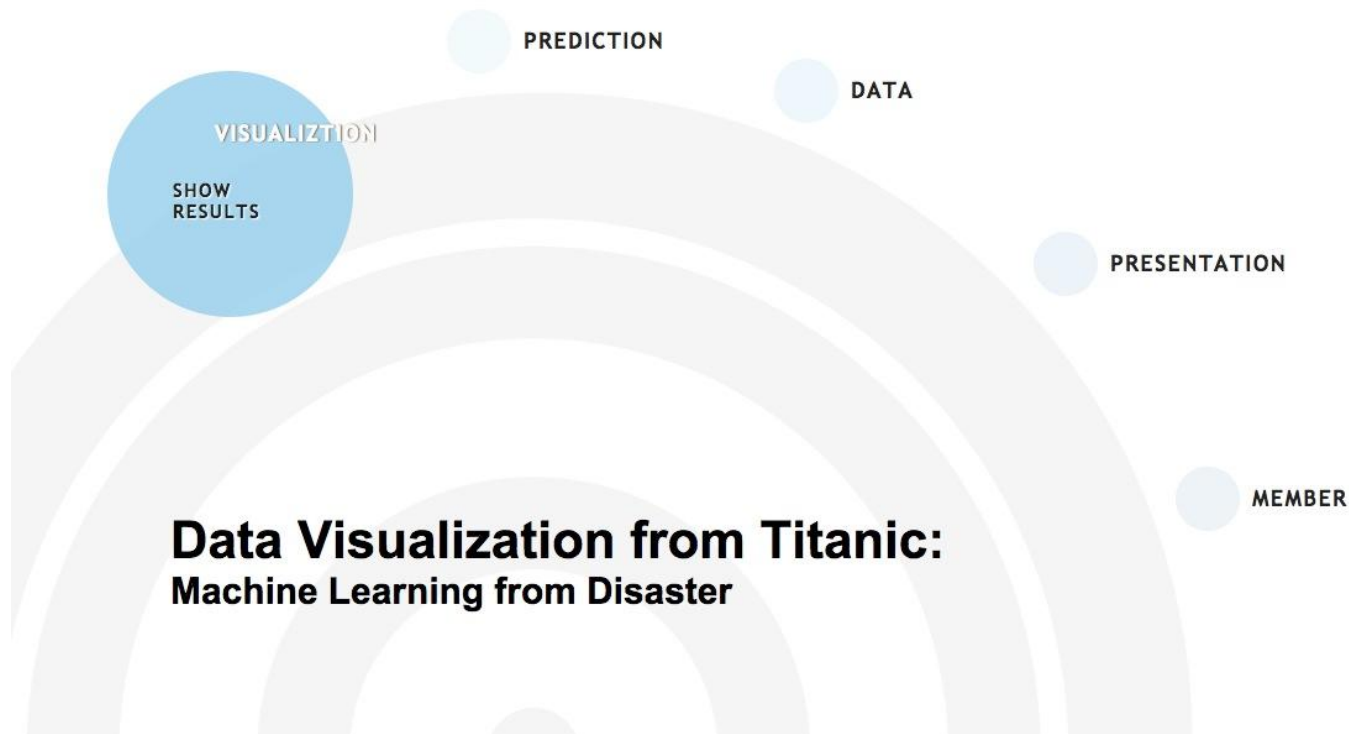 PREDICTION
DATA
VISUALIZTION
SHOW
RESULTS
PRESENTATION
MEMBER
Data Visualization from Titanic:
Machine Learning from Disaster